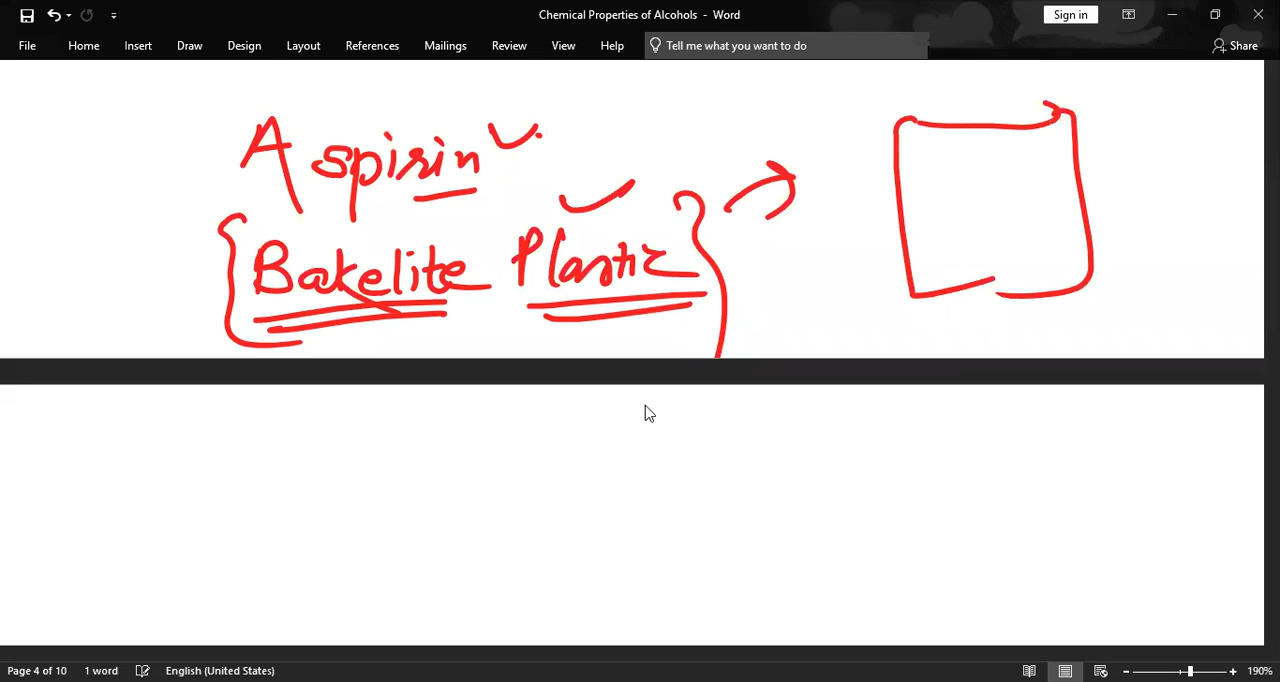 Chemical Properties of Alcohols - Word
Sign in
File Home Insert Draw Design Layout References Mailings Review View Help Tell me what you want to do Share
Aspirin
Bakelite Plastic
Page 4 of 10 1 word English (United States) 190%